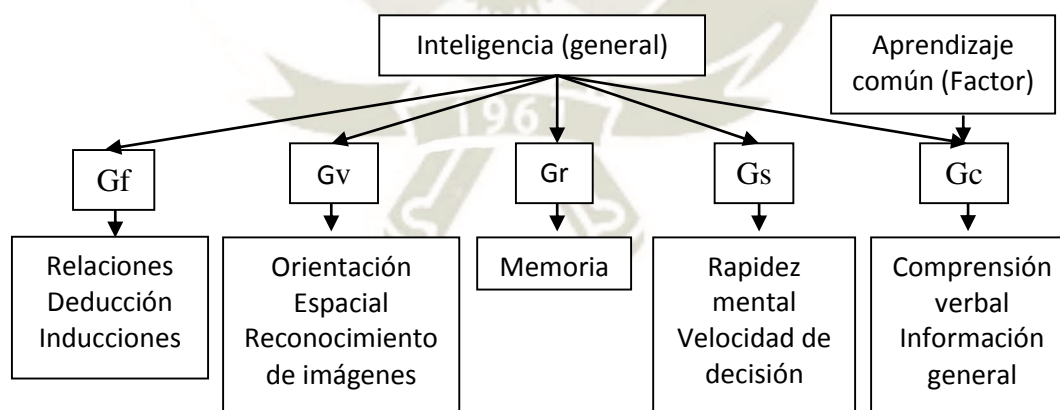 Inteligencia (general)
Aprendizaje
común (Factor)
1961
Gf
Gv
Gr
Gs
Gc
Relaciones
Deducción
Inducciones
Orientación
Espacial
Reconocimiento
de imágenes
Memoria
Rapidez
mental
Velocidad de
decisión
Comprensión
verbal
Información
general